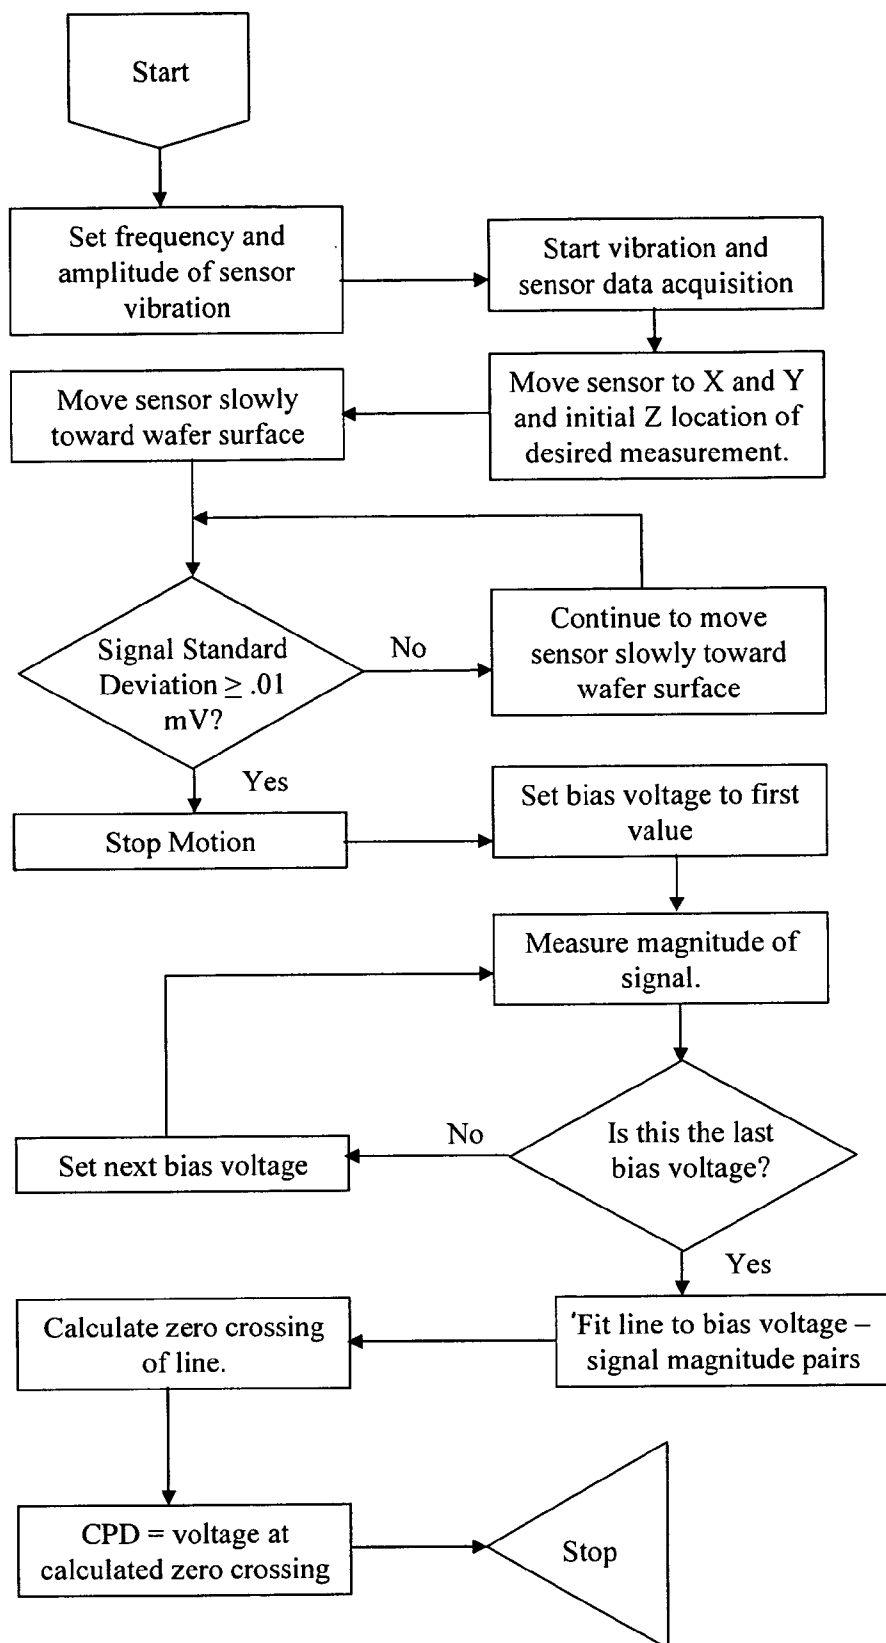 Start
Set frequency and
amplitude of sensor
vibration
Start vibration and
sensor data acquisition
Move sensor to X and Y
and initial Z location of
desired measurement.
Move sensor slowly
toward wafer surface
Signal Standard
Deviation ≥ .01
mV?
No
Continue to move
sensor slowly toward
wafer surface
Yes
Stop Motion
Set bias voltage to first
value
Measure magnitude of
signal.
Is this the last
bias voltage?
No
Set next bias voltage
Yes
Fit line to bias voltage –
signal magnitude pairs
Calculate zero crossing
of line.
CPD = voltage at
calculated zero crossing
Stop